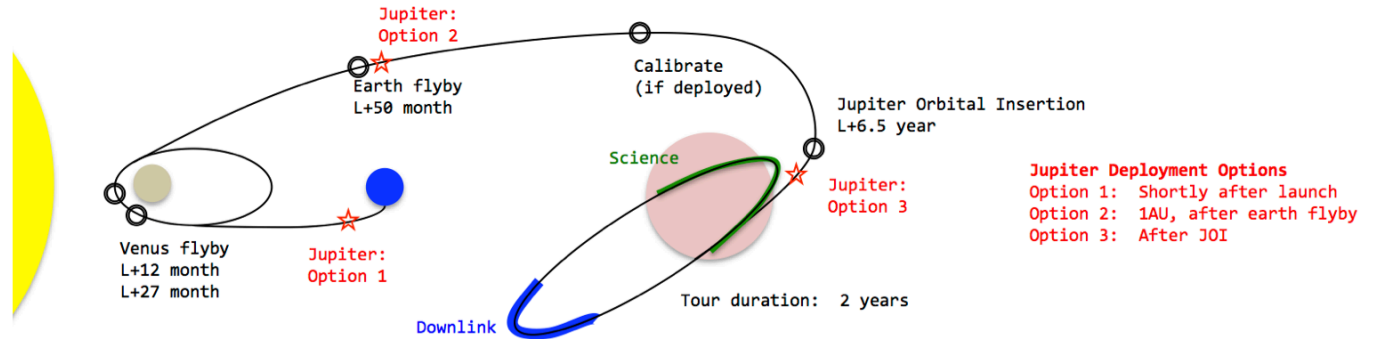 Jupiter:
Option 2
Earth flyby
L+50 month
Calibrate
(if deployed)
Jupiter Orbital Insertion
L+6.5 year
Science
Jupiter:
Option 3
Jupiter Deployment Options
Option 1:  Shortly after launch
Option 2:  1AU, after earth flyby
Option 3:  After JOI
Venus flyby
L+12 month
L+27 month
Jupiter:
Option 1
Downlink
Tour duration:  2 years